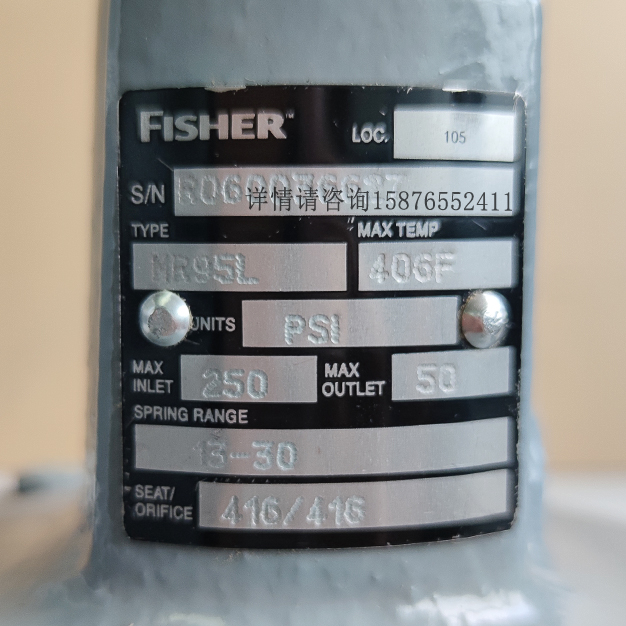 FISHER™
LOC. 105
S/N
详情请咨询15876552411
TYPE MAX TEMP
MR95L 406F
UNITS PSI
MAX INLET 250 MAX OUTLET 50
SPRING RANGE
13-30
SEAT/
ORIFICE 416/416